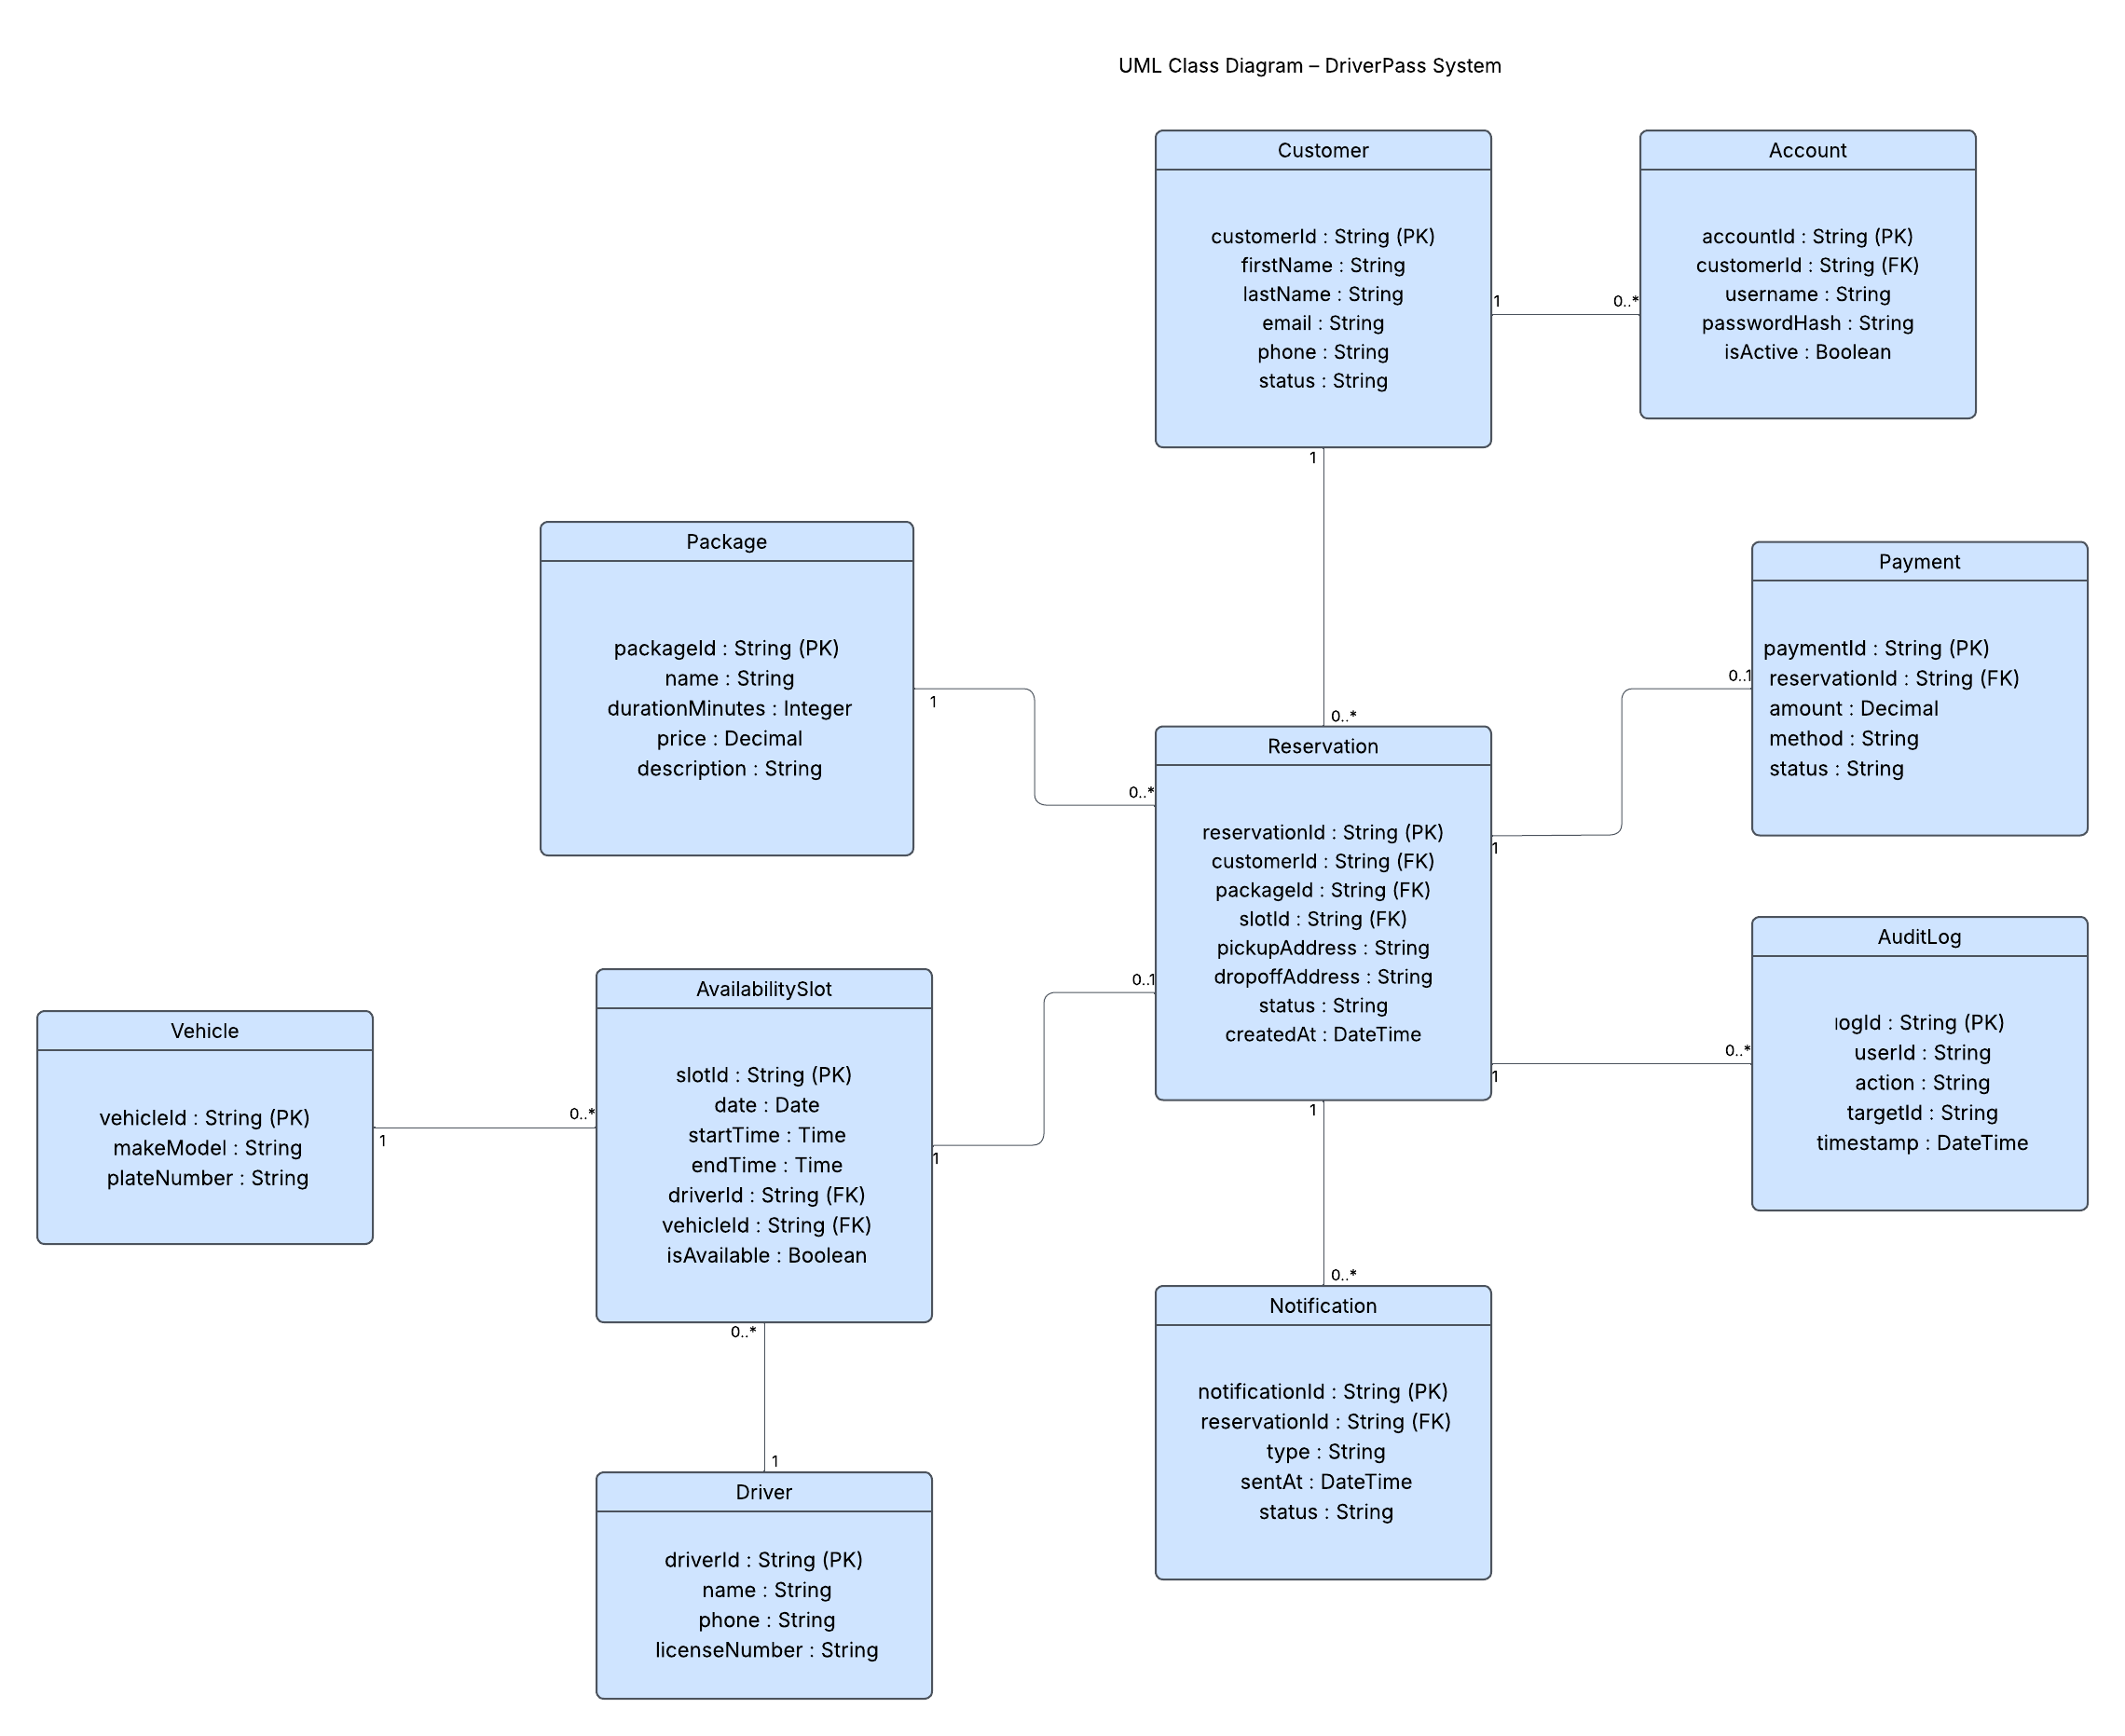 UML Class Diagram – DriverPass System
Customer
customerId : String (PK)
firstName : String
lastName : String
email : String
phone : String
status : String
1
0..*
Account
accountId : String (PK)
customerId : String (FK)
username : String
passwordHash : String
isActive : Boolean
1
0..*
Package
packageId : String (PK)
name : String
durationMinutes : Integer
price : Decimal
description : String
1
0..*
Payment
paymentId : String (PK)
reservationId : String (FK)
amount : Decimal
method : String
status : String
0..1
1
Reservation
reservationId : String (PK)
customerId : String (FK)
packageId : String (FK)
slotId : String (FK)
pickupAddress : String
dropoffAddress : String
status : String
createdAt : DateTime
0..1
1
AuditLog
logId : String (PK)
userId : String
action : String
targetId : String
timestamp : DateTime
0..*
1
Vehicle
vehicleId : String (PK)
makeModel : String
plateNumber : String
1
0..*
AvailabilitySlot
slotId : String (PK)
date : Date
startTime : Time
endTime : Time
driverId : String (FK)
vehicleId : String (FK)
isAvailable : Boolean
0..*
1
1
0..*
Notification
notificationId : String (PK)
reservationId : String (FK)
type : String
sentAt : DateTime
status : String
Driver
driverId : String (PK)
name : String
phone : String
licenseNumber : String